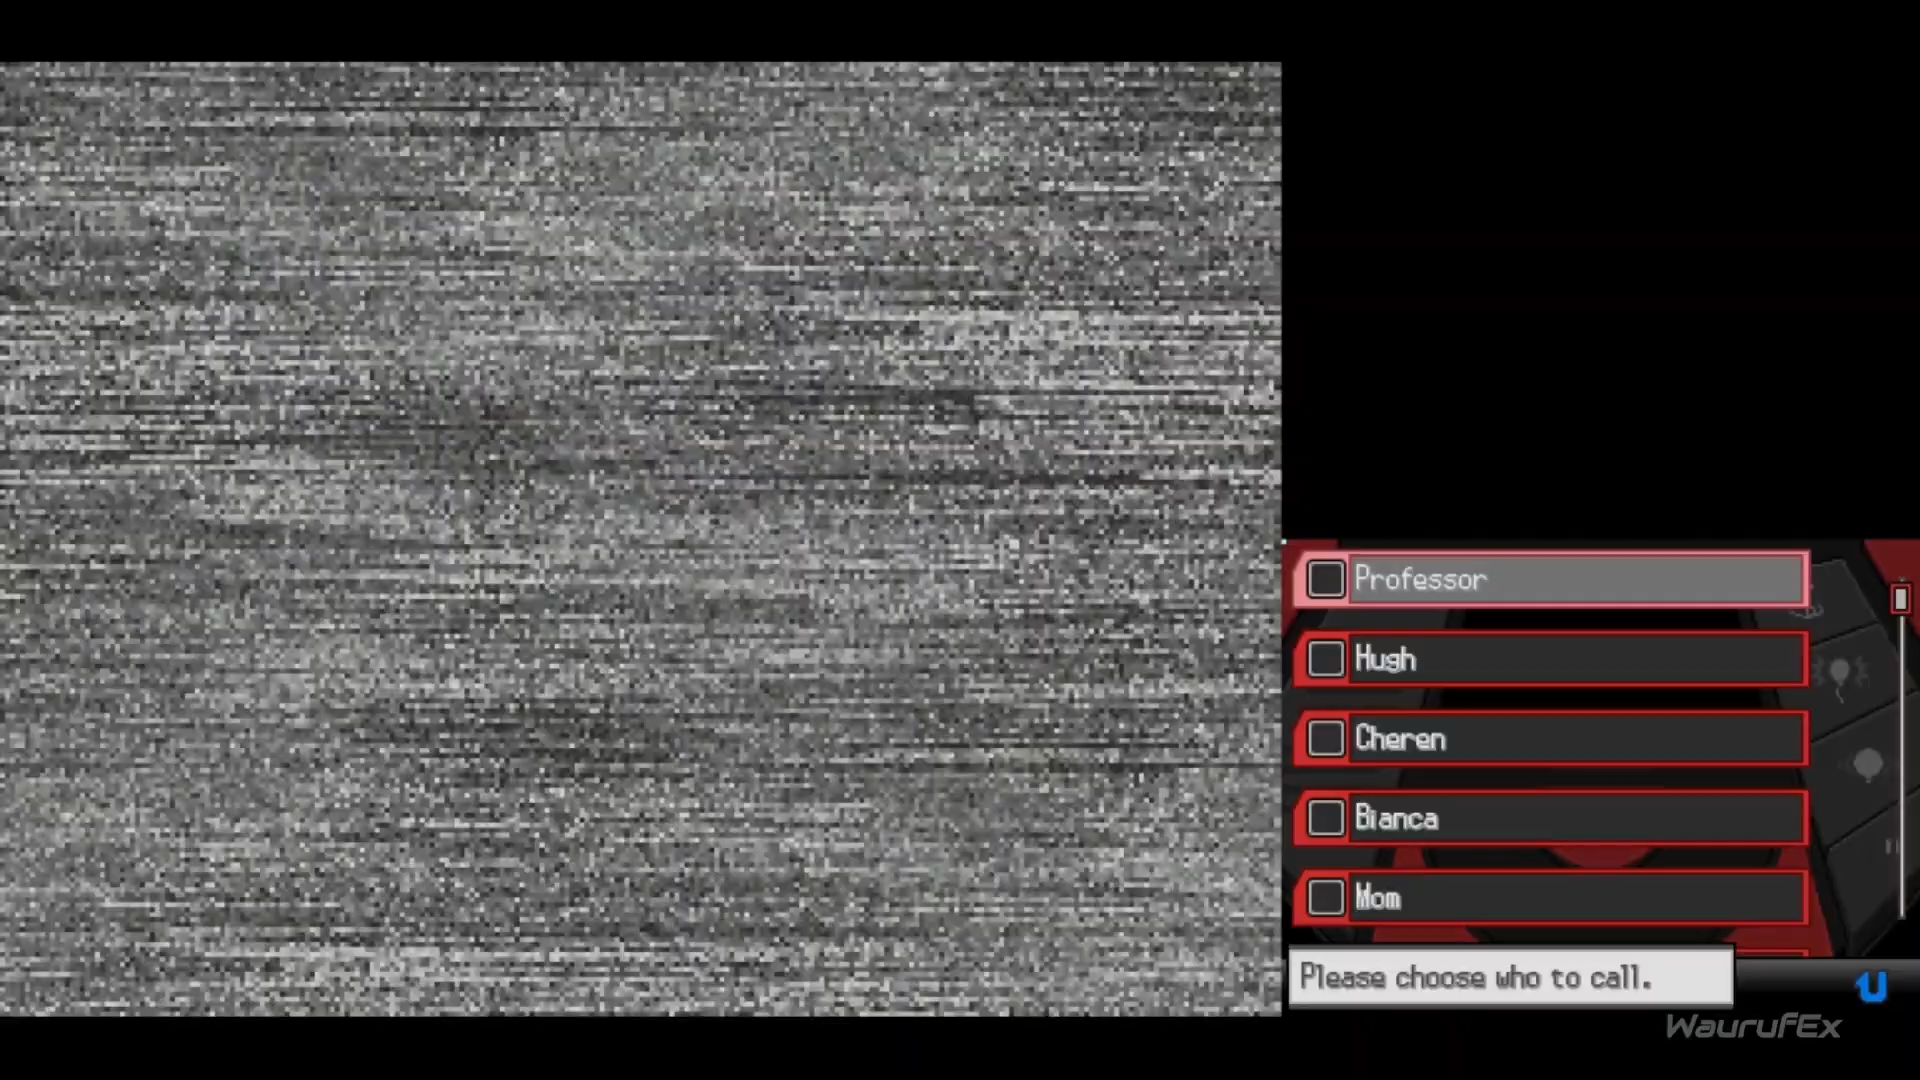 Professor
Hugh
Cheren
Bianca
Mom
Please choose who to call.
WaurufEx